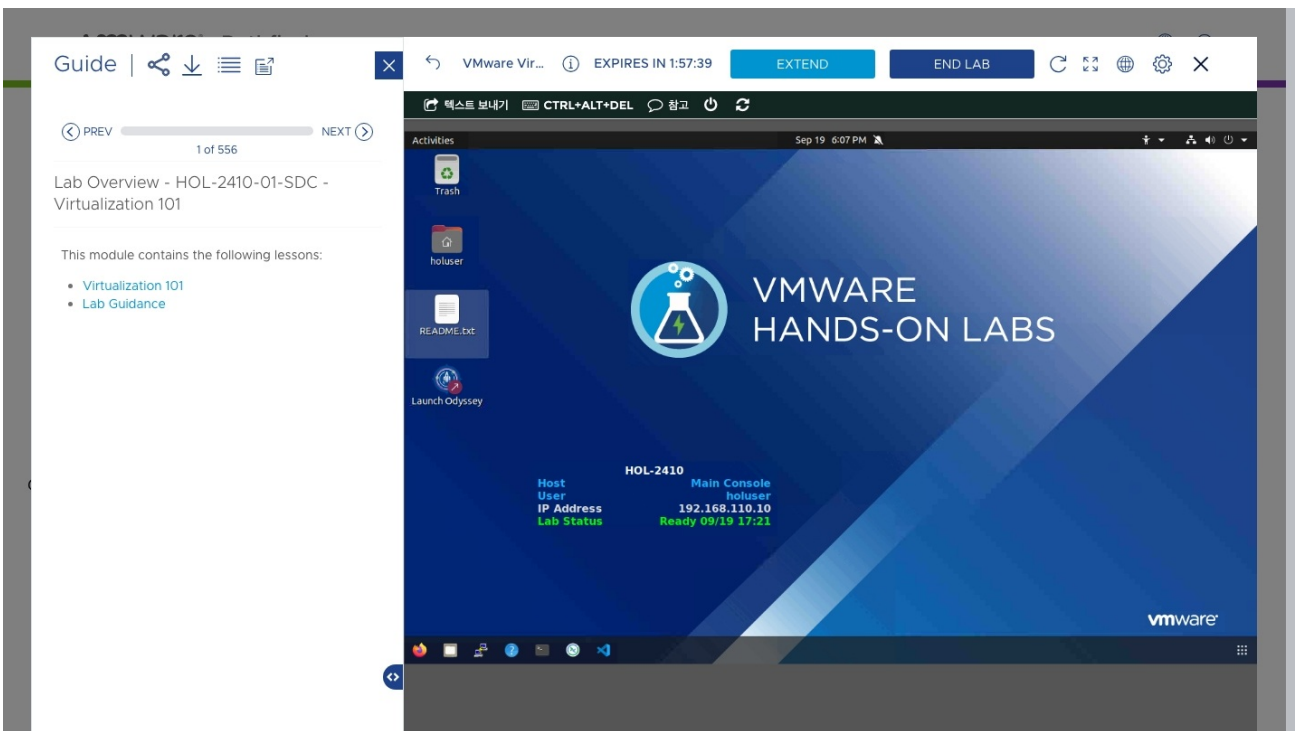 Guide
VMware Vir...
EXPIRES IN 1:57:39
EXTEND
END LAB
텍스트 보내기
CTRL+ALT+DEL
참고
PREV
NEXT
1 of 556
Lab Overview - HOL-2410-01-SDC -
Virtualization 101
This module contains the following lessons:
Virtualization 101
Lab Guidance
Activities
Sep 19 6:07 PM
Trash
holuser
README.txt
Launch Odyssey
VMWARE
HANDS-ON LABS
HOL-2410
Host Main Console
User holuser
IP Address 192.168.110.10
Lab Status Ready 09/19 17:21
vmware